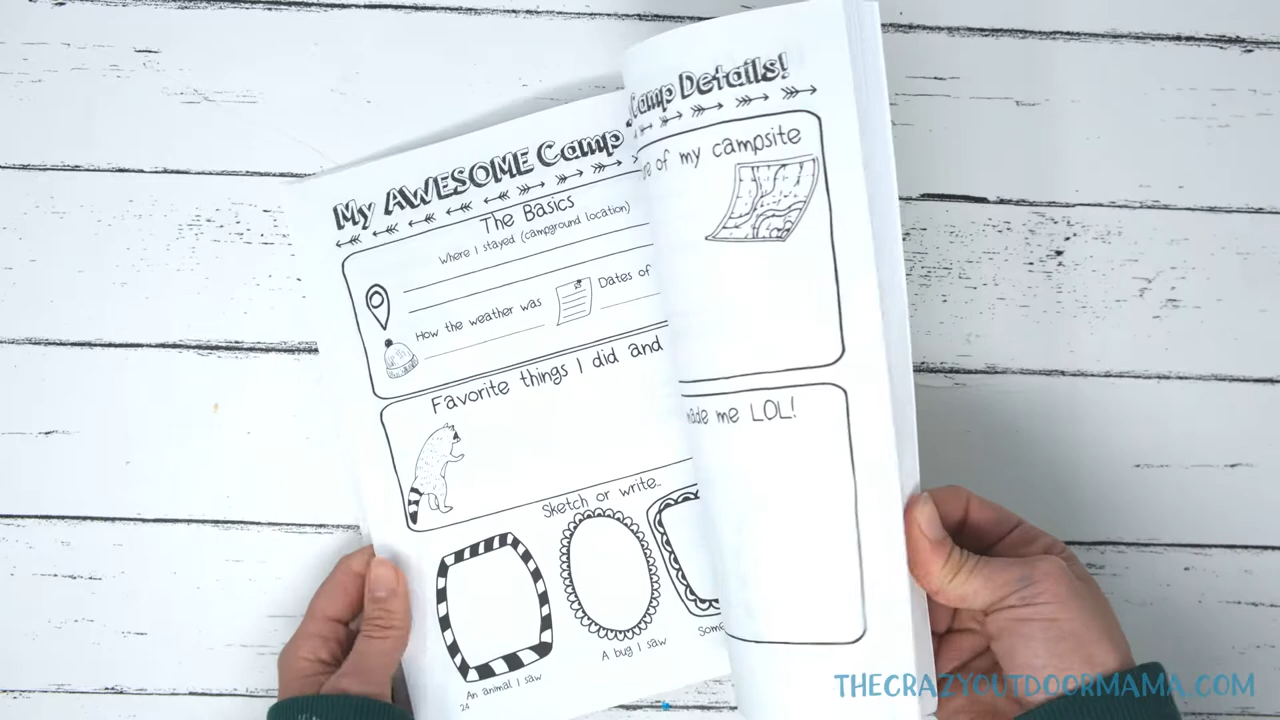 My AWESOME Camp
The Basics
Where I stayed (campground location)
How the weather was
Dates of
Favorite things I did and
Sketch or write..
An animal I saw
A bug I saw
24
Camp Details!
of my campsite
made me LOL!
THECRAZYOUTDOORMAMA.COM